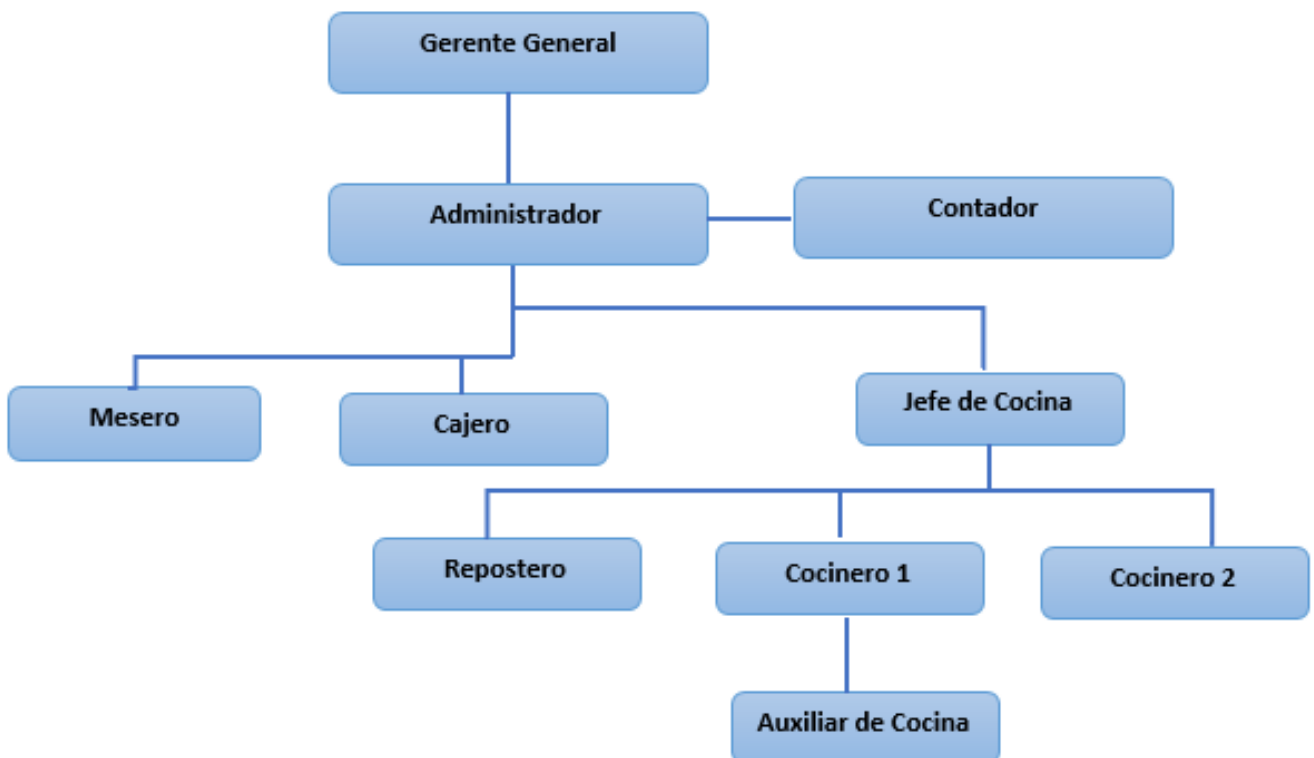 Gerente General
Administrador
Contador
Mesero
Cajero
Jefe de Cocina
Repostero
Cocinero 1
Cocinero 2
Auxiliar de Cocina